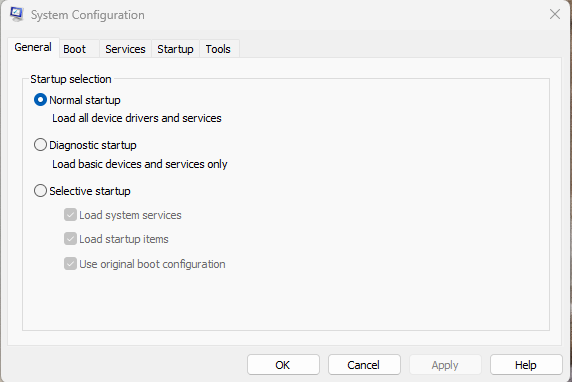 System Configuration
General Boot Services Startup Tools
Startup selection
Normal startup
Load all device drivers and services
Diagnostic startup
Load basic devices and services only
Selective startup
Load system services
Load startup items
Use original boot configuration
OK Cancel Apply Help